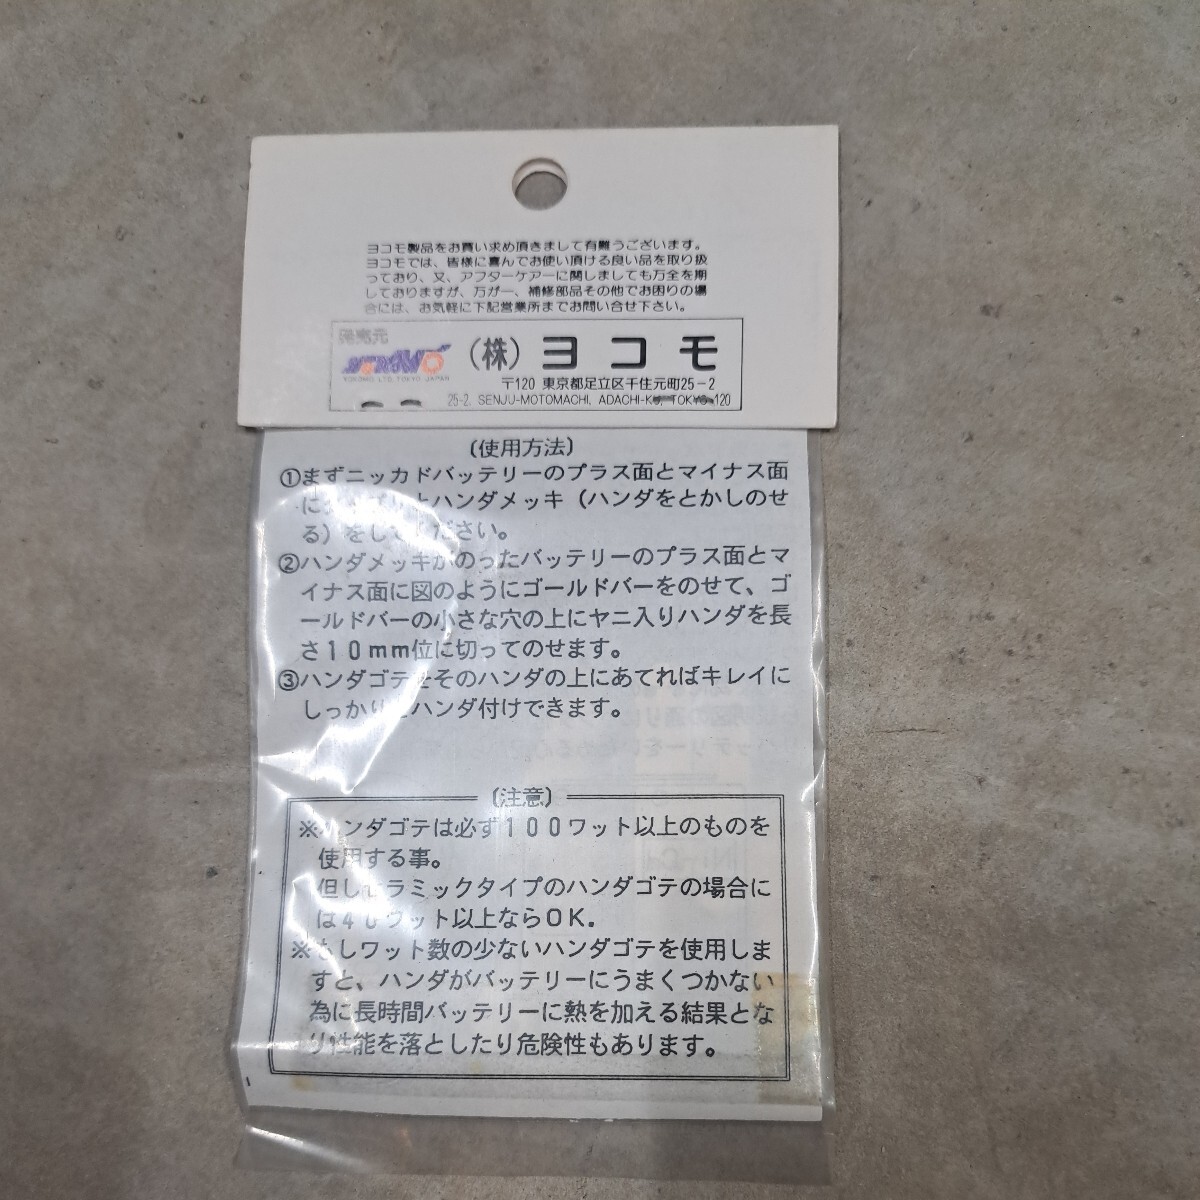 ヨコモ製品をお買い求め頂きまして有難うございます。
ヨコモでは、皆様に喜んでお使い頂ける良い品を取り扱
っており、又、アフターケアーに関しましても万全を期
しておりますが、万が一、補修部品その他でお困りの場
合には、お気軽に下記営業所までお問い合せ下さい。
発売元
YOKOMO
(株)ヨコモ
YOKOMO LTD. TOKYO JAPAN
〒120 東京都足立区千住元町25-2
25-2. SENJU-MOTOMACHI, ADACHI-KU, TOKYO 120
〔使用方法〕
①まずニッカドバッテリーのプラス面とマイナス面
に とハンダメッキ(ハンダをとかしのせ
る)をしてください。
②ハンダメッキがのったバッテリーのプラス面とマ
イナス面に図のようにゴールドバーをのせて、ゴ
ールドバーの小さな穴の上にヤニ入りハンダを長
さ10mm位に切ってのせます。
③ハンダゴテをそのハンダの上にあてればキレイに
しっかりとハンダ付けできます。
〔注意〕
※ハンダゴテは必ず100ワット以上のものを
使用する事。
但しセラミックタイプのハンダゴテの場合に
は40ワット以上ならOK.
※もしワット数の少ないハンダゴテを使用しま
すと、ハンダがバッテリーにうまくつかない
為に長時間バッテリーに熱を加える結果とな
り性能を落としたり危険性もあります。